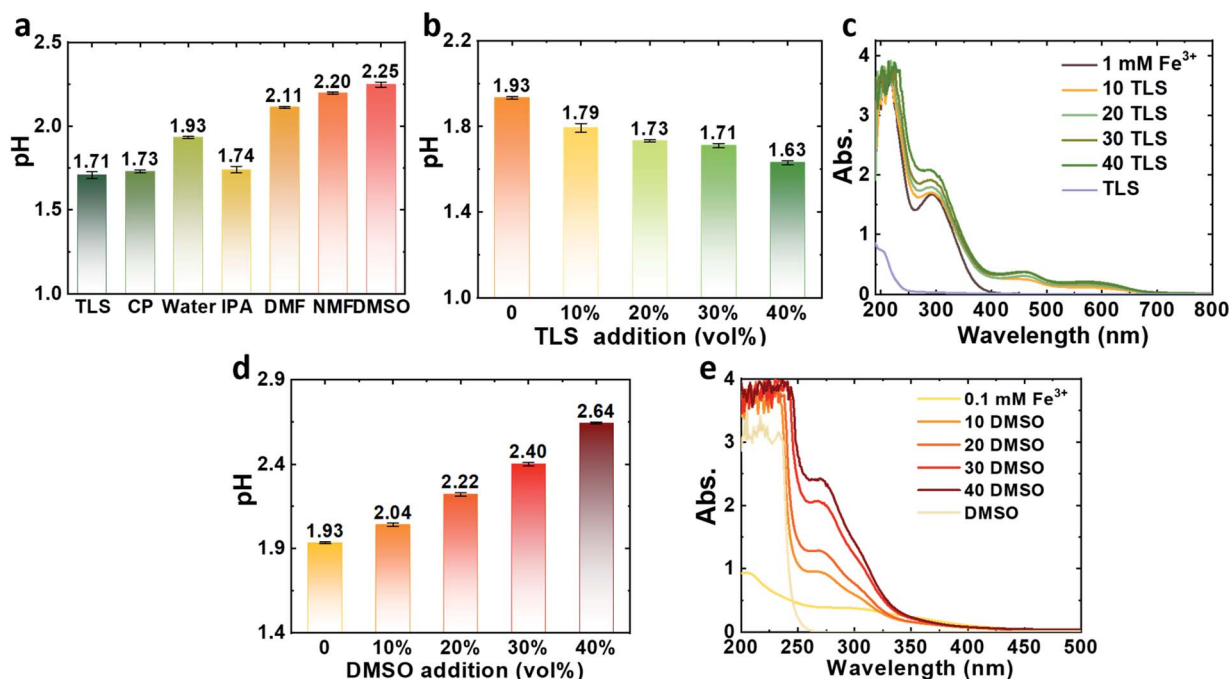 a
2.5
2.0
1.5
1.0
pH
1.71
1.73
1.93
1.74
2.11
2.20
2.25
TLS CP Water IPA DMF NMF DMSO
b
2.2
1.8
1.4
1.0
pH
1.93
1.79
1.73
1.71
1.63
0 10% 20% 30% 40%
TLS addition (vol%)
c
4
3
2
1
0
Abs.
1 mM Fe³⁺
10 TLS
20 TLS
30 TLS
40 TLS
TLS
200 300 400 500 600 700 800
Wavelength (nm)
d
2.9
2.4
1.9
1.4
pH
1.93
2.04
2.22
2.40
2.64
0 10% 20% 30% 40%
DMSO addition (vol%)
e
4
3
2
1
0
Abs.
0.1 mM Fe³⁺
10 DMSO
20 DMSO
30 DMSO
40 DMSO
DMSO
200 250 300 350 400 450 500
Wavelength (nm)